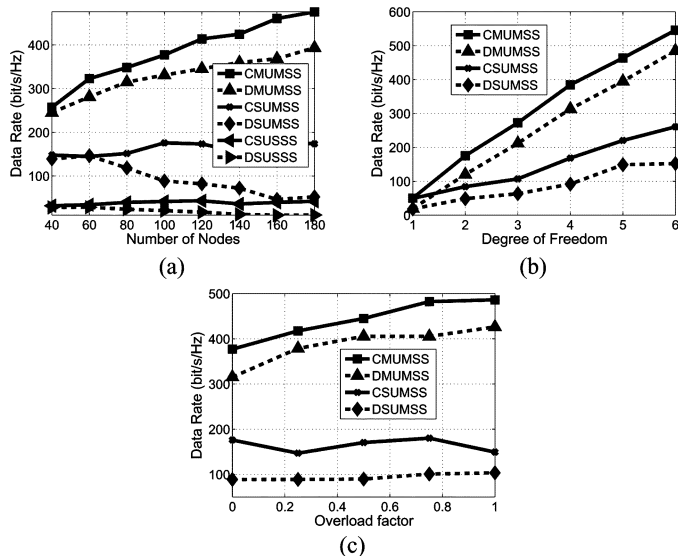 400
300
200
100
40 60 80 100 120 140 160 180
Data Rate (bit/s/Hz)
Number of Nodes
CMUMSS
DMUMSS
CSUMSS
DSUMSS
CSUSSS
DSUSSS
(a)
600
500
400
300
200
100
0
1 2 3 4 5 6
Data Rate (bit/s/Hz)
Degree of Freedom
CMUMSS
DMUMSS
CSUMSS
DSUMSS
(b)
500
400
300
200
100
0 0.2 0.4 0.6 0.8 1
Data Rate (bit/s/Hz)
Overload factor
CMUMSS
DMUMSS
CSUMSS
DSUMSS
(c)